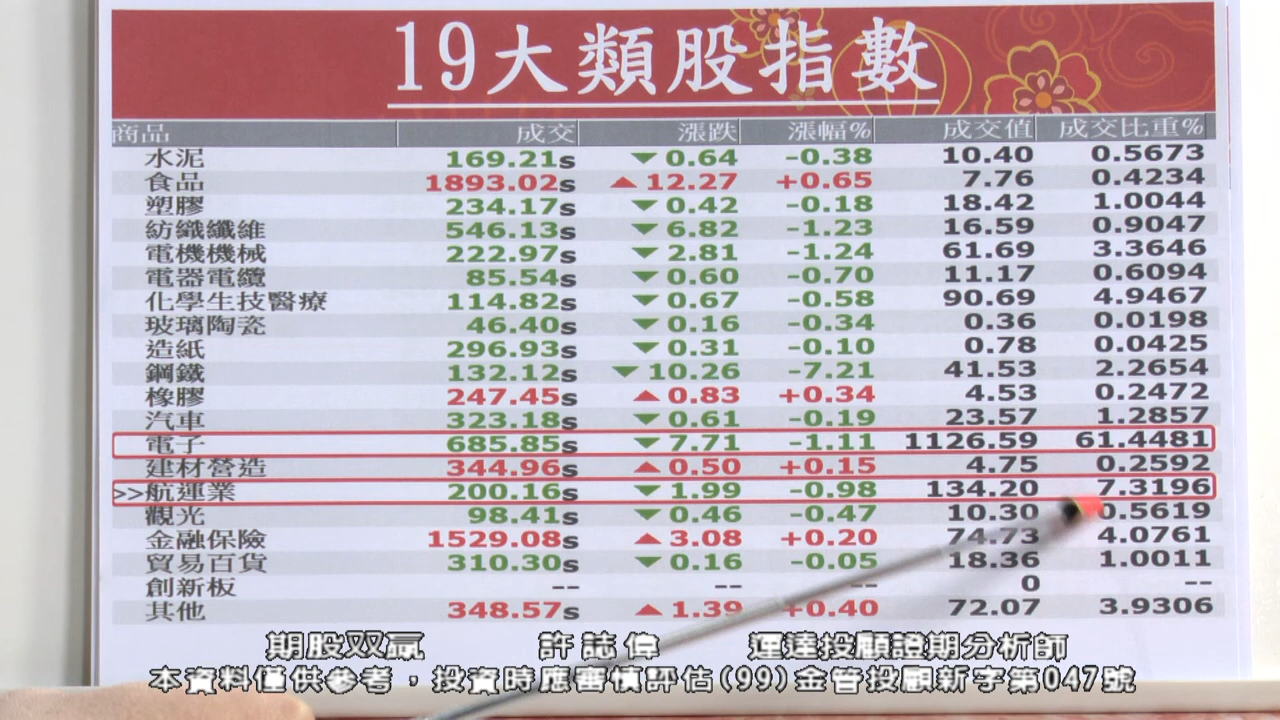 19大類股指數
商品 成交 漲跌 漲幅% 成交值 成交比重%
水泥 169.21s ▼0.64 -0.38 10.40 0.5673
食品 1893.02s ▲12.27 +0.65 7.76 0.4234
塑膠 234.17s ▼0.42 -0.18 18.42 1.0044
紡織纖維 546.13s ▼6.82 -1.23 16.59 0.9047
電機機械 222.97s ▼2.81 -1.24 61.69 3.3646
電器電纜 85.54s ▼0.60 -0.70 11.17 0.6094
化學生技醫療 114.82s ▼0.67 -0.58 90.69 4.9467
玻璃陶瓷 46.40s ▼0.16 -0.34 0.36 0.0198
造紙 296.93s ▼0.31 -0.10 0.78 0.0425
鋼鐵 132.12s ▼10.26 -7.21 41.53 2.2654
橡膠 247.45s ▲0.83 +0.34 4.53 0.2472
汽車 323.18s ▼0.61 -0.19 23.57 1.2857
電子 685.85s ▼7.71 -1.11 1126.59 61.4481
建材營造 344.96s ▲0.50 +0.15 4.75 0.2592
>>航運業 200.16s ▼1.99 -0.98 134.20 7.3196
觀光 98.41s ▼0.46 -0.47 10.30 0.5619
金融保險 1529.08s ▲3.08 +0.20 74.73 4.0761
貿易百貨 310.30s ▼0.16 -0.05 18.36 1.0011
創新板 -- -- -- 0 --
其他 348.57s ▲1.39 +0.40 72.07 3.9306
期股双贏 許誌偉 運達投顧證期分析師
本資料僅供參考，投資時應審慎評估(99)金管投顧新字第047號